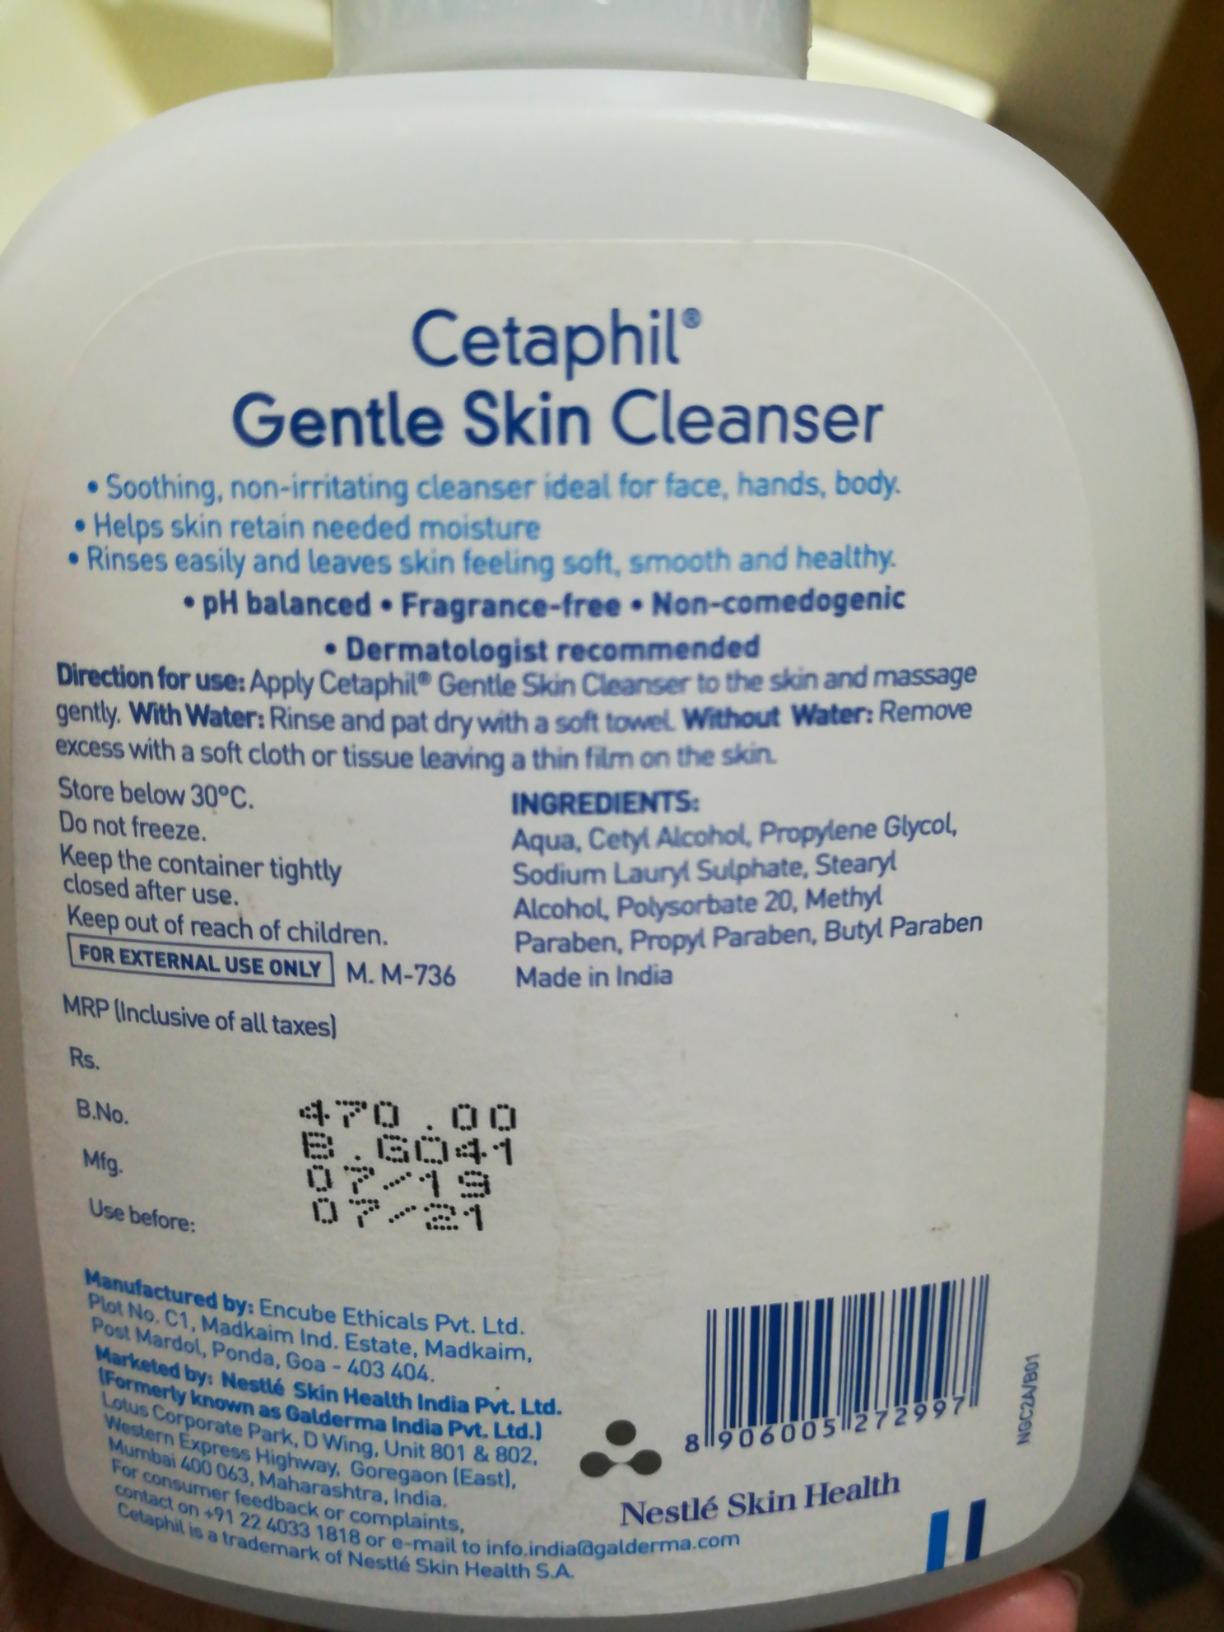 Cetaphil®
Gentle Skin Cleanser
• Soothing, non-irritating cleanser ideal for face, hands, body.
• Helps skin retain needed moisture
• Rinses easily and leaves skin feeling soft, smooth and healthy.
• pH balanced • Fragrance-free • Non-comedogenic
• Dermatologist recommended
Direction for use: Apply Cetaphil® Gentle Skin Cleanser to the skin and massage
gently. With Water: Rinse and pat dry with a soft towel. Without Water: Remove
excess with a soft cloth or tissue leaving a thin film on the skin.
Store below 30°C.
Do not freeze.
Keep the container tightly
closed after use.
Keep out of reach of children.
FOR EXTERNAL USE ONLY M. M-736
INGREDIENTS:
Aqua, Cetyl Alcohol, Propylene Glycol,
Sodium Lauryl Sulphate, Stearyl
Alcohol, Polysorbate 20, Methyl
Paraben, Propyl Paraben, Butyl Paraben
Made in India
MRP (Inclusive of all taxes)
Rs. 470.00
B.No. B.G041
Mfg. 07/19
Use before: 07/21
Manufactured by: Encube Ethicals Pvt. Ltd.
Plot No. C1, Madkaim Ind. Estate, Madkaim,
Post Mardol, Ponda, Goa - 403 404.
Marketed by: Nestlé Skin Health India Pvt. Ltd.
(Formerly known as Galderma India Pvt. Ltd.)
Lotus Corporate Park, D Wing, Unit 801 & 802,
Western Express Highway, Goregaon (East),
Mumbai 400 063, Maharashtra, India.
For consumer feedback or complaints,
contact on +91 22 4033 1818 or e-mail to info.india@galderma.com
Cetaphil is a trademark of Nestlé Skin Health S.A.
8 906005 272997
NGC2A/B01
Nestlé Skin Health